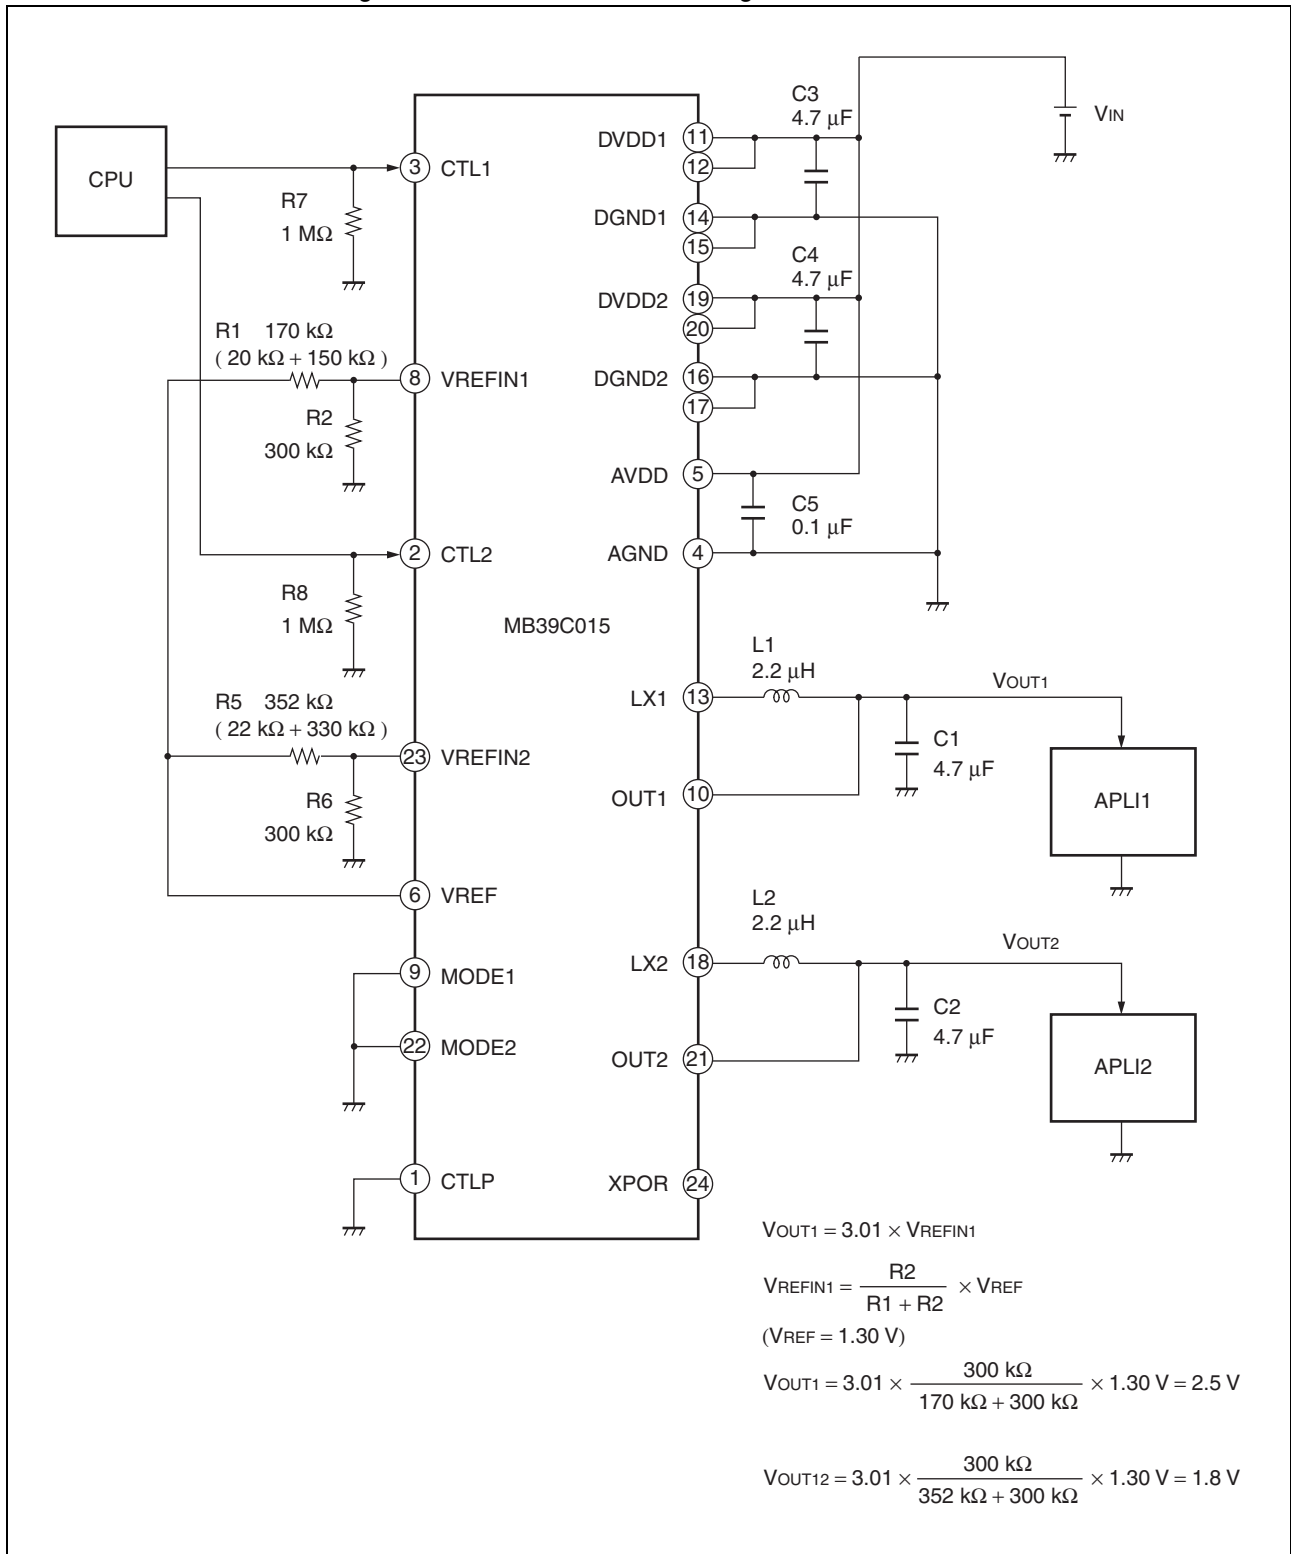 CPU
3 CTL1
R7
1 MΩ
R1 170 kΩ
( 20 kΩ + 150 kΩ )
8 VREFIN1
R2
300 kΩ
2 CTL2
R8
1 MΩ
MB39C015
R5 352 kΩ
( 22 kΩ + 330 kΩ )
23 VREFIN2
R6
300 kΩ
6 VREF
9 MODE1
22 MODE2
1 CTLP
DVDD1 11
12
C3
4.7 μF
VIN
DGND1 14
15
C4
4.7 μF
DVDD2 19
20
DGND2 16
17
AVDD 5
C5
0.1 μF
AGND 4
L1
2.2 μH
LX1 13
VOUT1
C1
4.7 μF
OUT1 10
APLI1
L2
2.2 μH
LX2 18
VOUT2
C2
4.7 μF
OUT2 21
APLI2
XPOR 24
VOUT1 = 3.01 × VREFIN1
VREFIN1 = R2 / R1 + R2 × VREF
(VREF = 1.30 V)
VOUT1 = 3.01 × 300 kΩ / 170 kΩ + 300 kΩ × 1.30 V = 2.5 V
VOUT12 = 3.01 × 300 kΩ / 352 kΩ + 300 kΩ × 1.30 V = 1.8 V